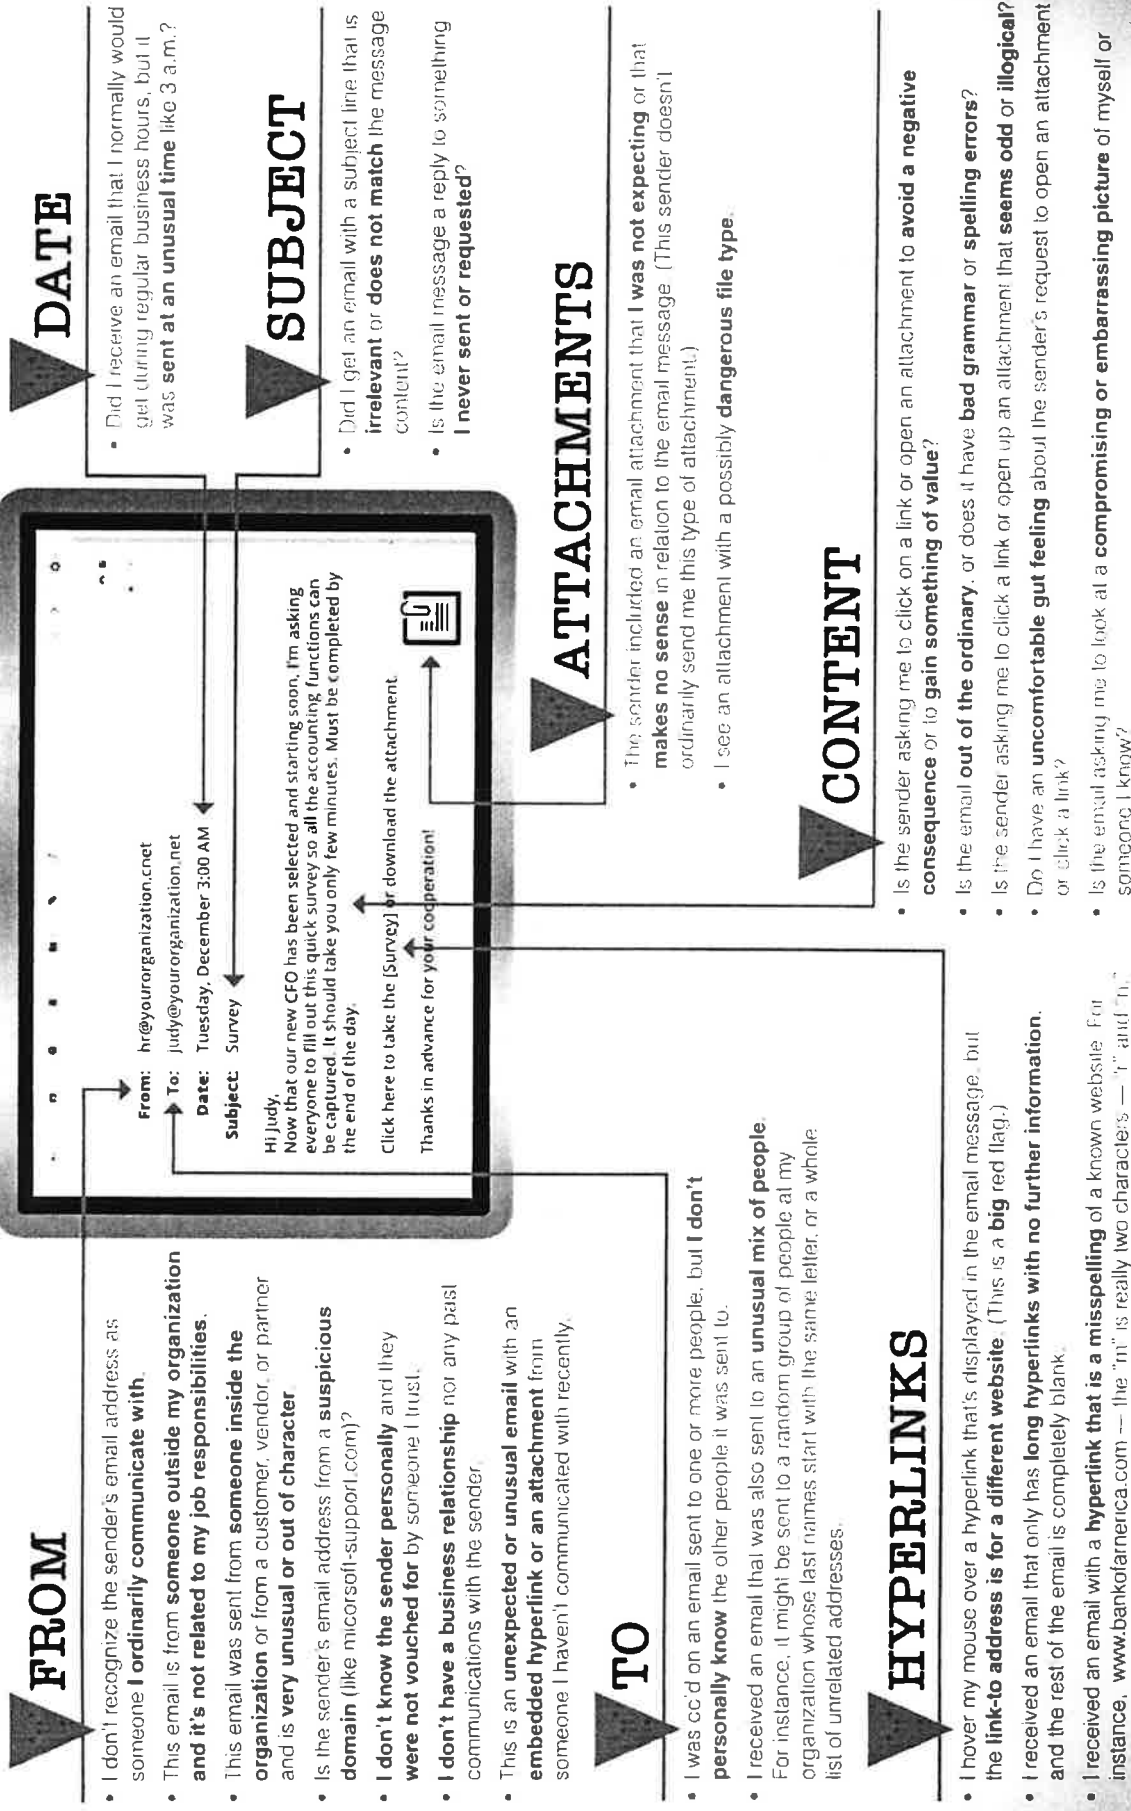 FROM
• I don't recognize the sender's email address as
someone I ordinarily communicate with.
• This email is from someone outside my organization
and it's not related to my job responsibilities.
• This email was sent from someone inside the
organization or from a customer, vendor, or partner
and is very unusual or out of character.
• Is the sender's email address from a suspicious
domain (like micorsoft-support.com)?
• I don't know the sender personally and they
were not vouched for by someone I trust.
• I don't have a business relationship nor any past
communications with the sender.
• This is an unexpected or unusual email with an
embedded hyperlink or an attachment from
someone I haven't communicated with recently.
TO
• I was cc'd on an email sent to one or more people, but I don't
personally know the other people it was sent to.
• I received an email that was also sent to an unusual mix of people.
For instance, it might be sent to a random group of people at my
organization whose last names start with the same letter, or a whole
list of unrelated addresses.
HYPERLINKS
• I hover my mouse over a hyperlink that's displayed in the email message, but
the link-to address is for a different website. (This is a big red flag.)
• I received an email that only has long hyperlinks with no further information,
and the rest of the email is completely blank.
• I received an email with a hyperlink that is a misspelling of a known website. For
instance, www.bankofarnerica.com — the "m" is really two characters — "r" and "n."
From: hr@yourorganization.cnet
To: judy@yourorganization.net
Date: Tuesday, December 3:00 AM
Subject: Survey
Hi Judy,
Now that our new CFO has been selected and starting soon, I'm asking
everyone to fill out this quick survey so all the accounting functions can
be captured. It should take you only few minutes. Must be completed by
the end of the day.
Click here to take the [Survey] or download the attachment.
Thanks in advance for your cooperation!
DATE
• Did I receive an email that I normally would
get during regular business hours, but it
was sent at an unusual time like 3 a.m.?
SUBJECT
• Did I get an email with a subject line that is
irrelevant or does not match the message
content?
• Is the email message a reply to something
I never sent or requested?
ATTACHMENTS
• The sender included an email attachment that I was not expecting or that
makes no sense in relation to the email message. (This sender doesn't
ordinarily send me this type of attachment.)
• I see an attachment with a possibly dangerous file type.
CONTENT
• Is the sender asking me to click on a link or open an attachment to avoid a negative
consequence or to gain something of value?
• Is the email out of the ordinary, or does it have bad grammar or spelling errors?
• Is the sender asking me to click a link or open up an attachment that seems odd or illogical?
• Do I have an uncomfortable gut feeling about the sender's request to open an attachment
or click a link?
• Is the email asking me to look at a compromising or embarrassing picture of myself or
someone I know?